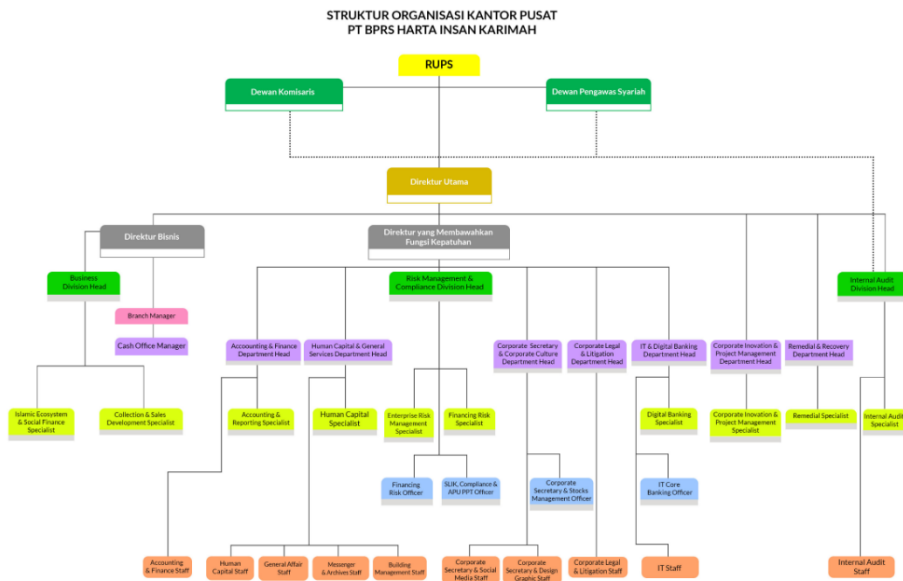 STRUKTUR ORGANISASI KANTOR PUSAT
PT BPRS HARTA INSAN KARIMAH
RUPS
Dewan Komisaris
Dewan Pengawas Syariah
Direktur Utama
Direktur Bisnis
Direktur yang Membawahkan
Fungsi Kepatuhan
Business
Division Head
Risk Management &
Compliance Division Head
Internal Audit
Division Head
Branch Manager
Cash Office Manager
Accounting & Finance
Department Head
Human Capital & General
Services Department Head
Corporate Secretary
& Corporate Culture
Department Head
Corporate Legal
& Litigation
Department Head
IT & Digital Banking
Department Head
Corporate Inovation &
Project Management
Department Head
Remedial & Recovery
Department Head
Islamic Ecosystem
& Social Finance
Specialist
Collection & Sales
Development Specialist
Accounting &
Reporting Specialist
Human Capital
Specialist
Enterprise Risk
Management
Specialist
Financing Risk
Specialist
Digital Banking
Specialist
Corporate Inovation &
Project Management
Specialist
Remedial Specialist
Internal Audit
Specialist
Financing
Risk Officer
SLIK, Compliance &
APU PPT Officer
Corporate
Secretary & Stocks
Management Officer
IT Core
Banking Officer
Accounting
& Finance Staff
Human
Capital Staff
General Affair
Staff
Messenger
& Archives Staff
Building
Management Staff
Corporate
Secretary & Social
Media Staff
Corporate
Secretary & Design
Graphic Staff
Corporate Legal
& Litigation Staff
IT Staff
Internal Audit
Staff